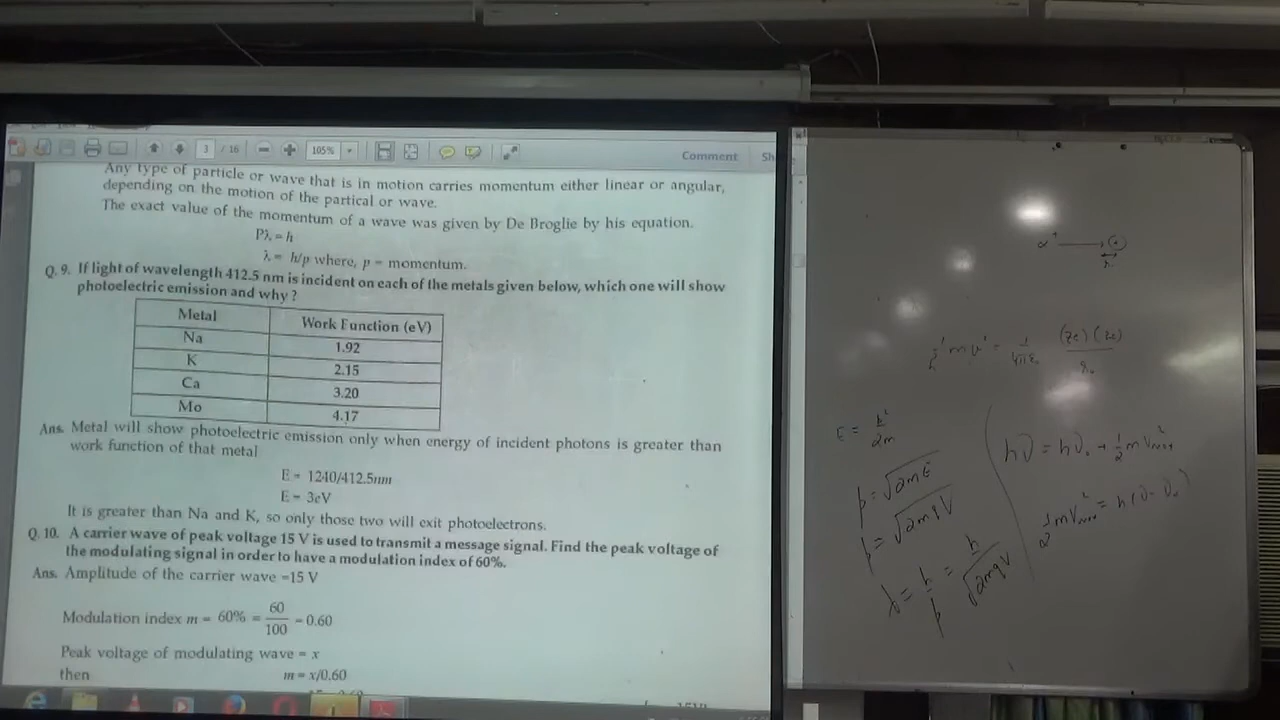 3 / 16
105%
Comment
Sh
Any type of particle or wave that is in motion carries momentum either linear or angular,
depending on the motion of the partical or wave.
The exact value of the momentum of a wave was given by De Broglie by his equation.
Pλ = h
λ = h/p where, p = momentum.
Q. 9. If light of wavelength 412.5 nm is incident on each of the metals given below, which one will show
photoelectric emission and why ?
Metal Work Function (eV)
Na 1.92
K 2.15
Ca 3.20
Mo 4.17
Ans. Metal will show photoelectric emission only when energy of incident photons is greater than
work function of that metal
E = 1240/412.5nm
E = 3eV
It is greater than Na and K, so only those two will exit photoelectrons.
Q. 10. A carrier wave of peak voltage 15 V is used to transmit a message signal. Find the peak voltage of
the modulating signal in order to have a modulation index of 60%.
Ans. Amplitude of the carrier wave =15 V
Modulation index m = 60% = 60/100 = 0.60
Peak voltage of modulating wave = x
then m = x/0.60
E = p²/2m
p = √2mE
p = √2mqV
λ = h/p = h/√2mqV
hν = hν₀ + ½mV²max
½mV²max = h(ν - ν₀)